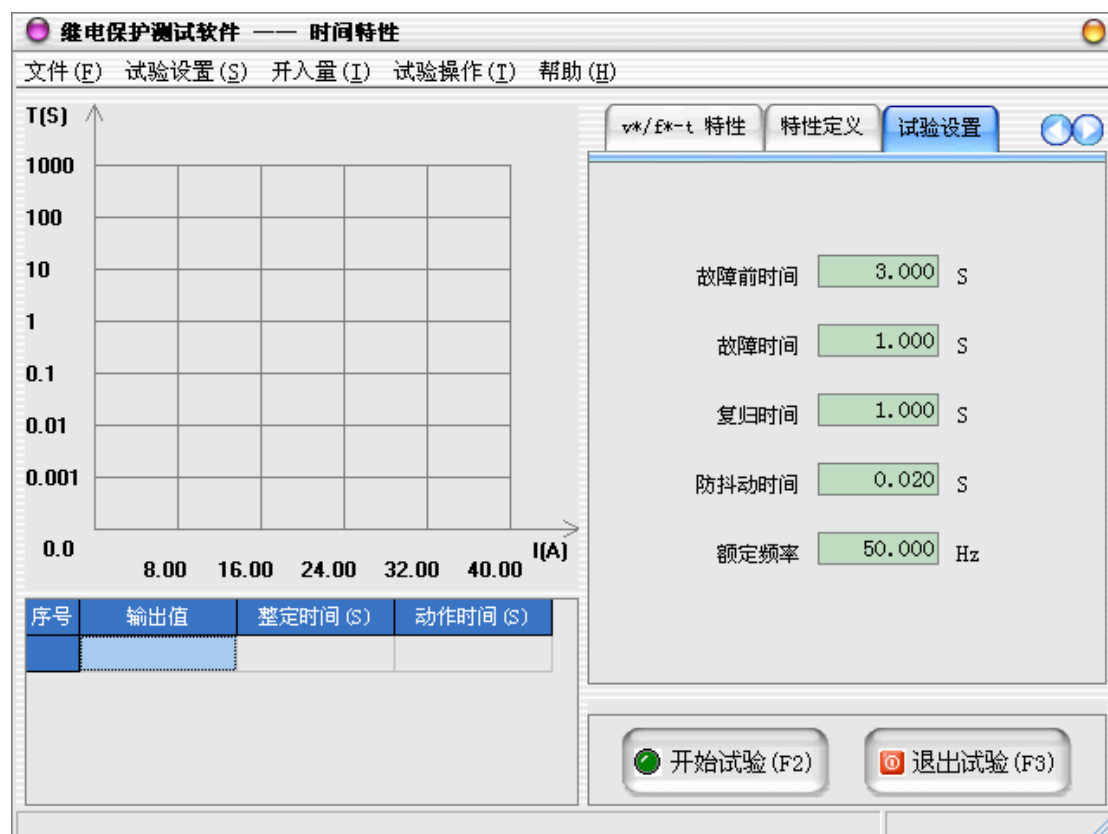 继电保护测试软件 —— 时间特性
文件(F) 试验设置(S) 开入量(I) 试验操作(T) 帮助(H)
T(S)
1000
100
10
1
0.1
0.01
0.001
0.0
8.00 16.00 24.00 32.00 40.00
I(A)
序号 输出值 整定时间(S) 动作时间(S)
v*/f*-t 特性 特性定义 试验设置
故障前时间 3.000 S
故障时间 1.000 S
复归时间 1.000 S
防抖动时间 0.020 S
额定频率 50.000 Hz
开始试验(F2) 退出试验(F3)